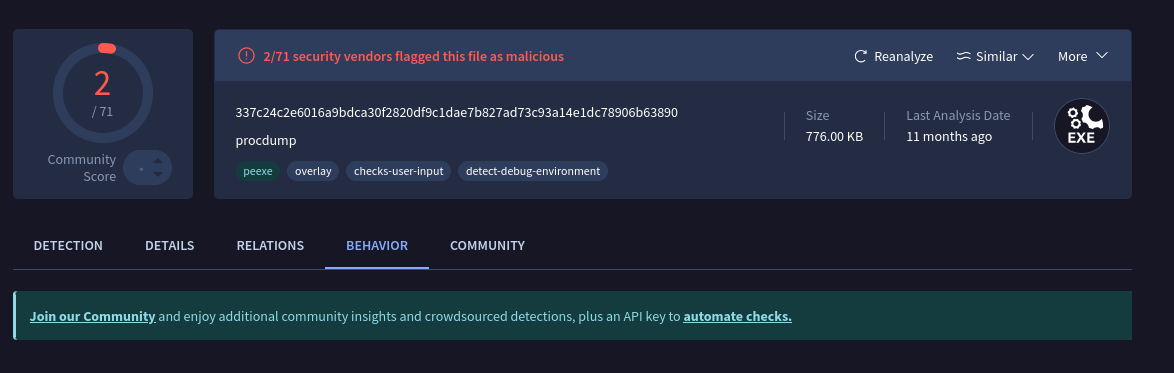 2
/ 71
Community
Score
2/71 security vendors flagged this file as malicious
Reanalyze
Similar
More
337c24c2e6016a9bdca30f2820df9c1dae7b827ad73c93a14e1dc78906b63890
procdump
peexe
overlay
checks-user-input
detect-debug-environment
Size
776.00 KB
Last Analysis Date
11 months ago
EXE
DETECTION
DETAILS
RELATIONS
BEHAVIOR
COMMUNITY
Join our Community and enjoy additional community insights and crowdsourced detections, plus an API key to automate checks.